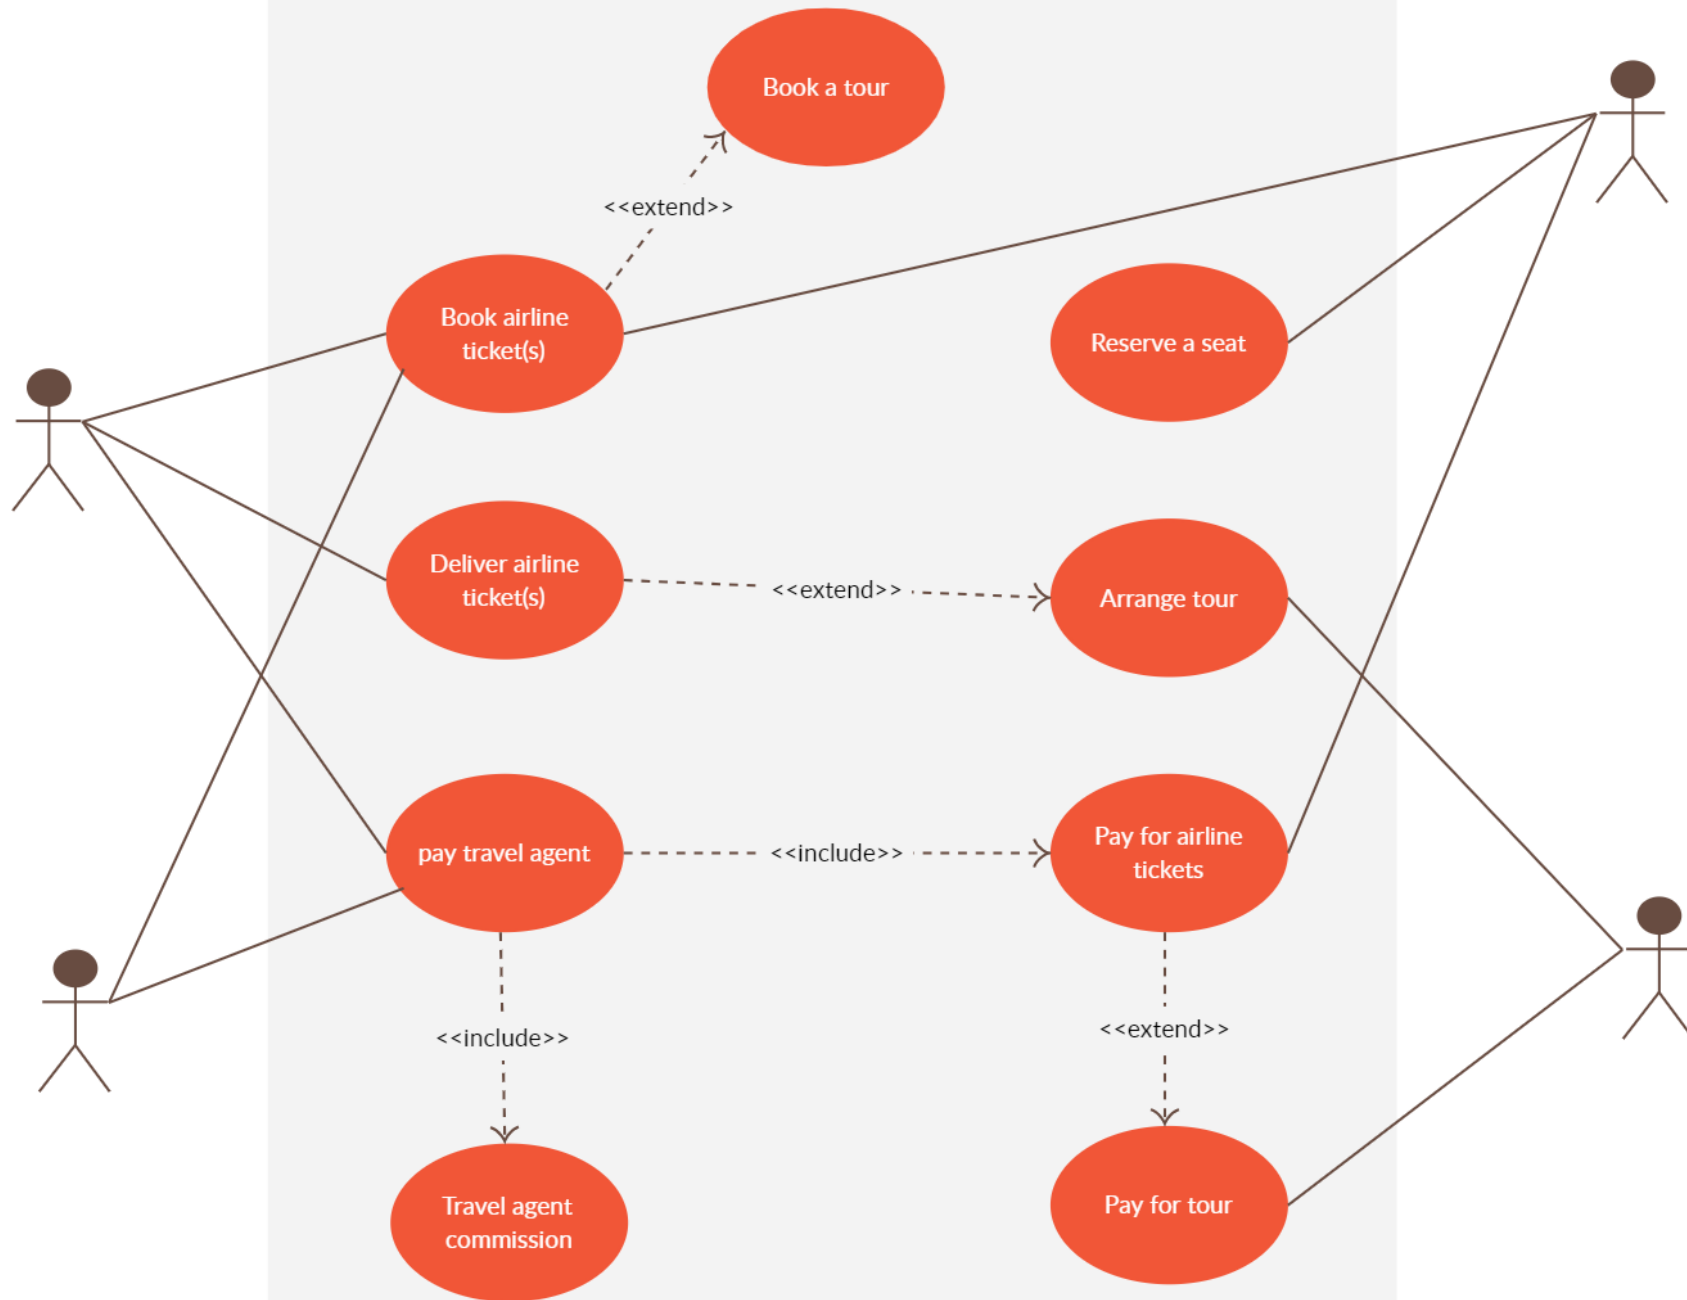 Book a tour
<<extend>>
Book airline
ticket(s)
Reserve a seat
Deliver airline
ticket(s)
<<extend>>
Arrange tour
pay travel agent
<<include>>
Pay for airline
tickets
<<include>>
<<extend>>
Travel agent
commission
Pay for tour